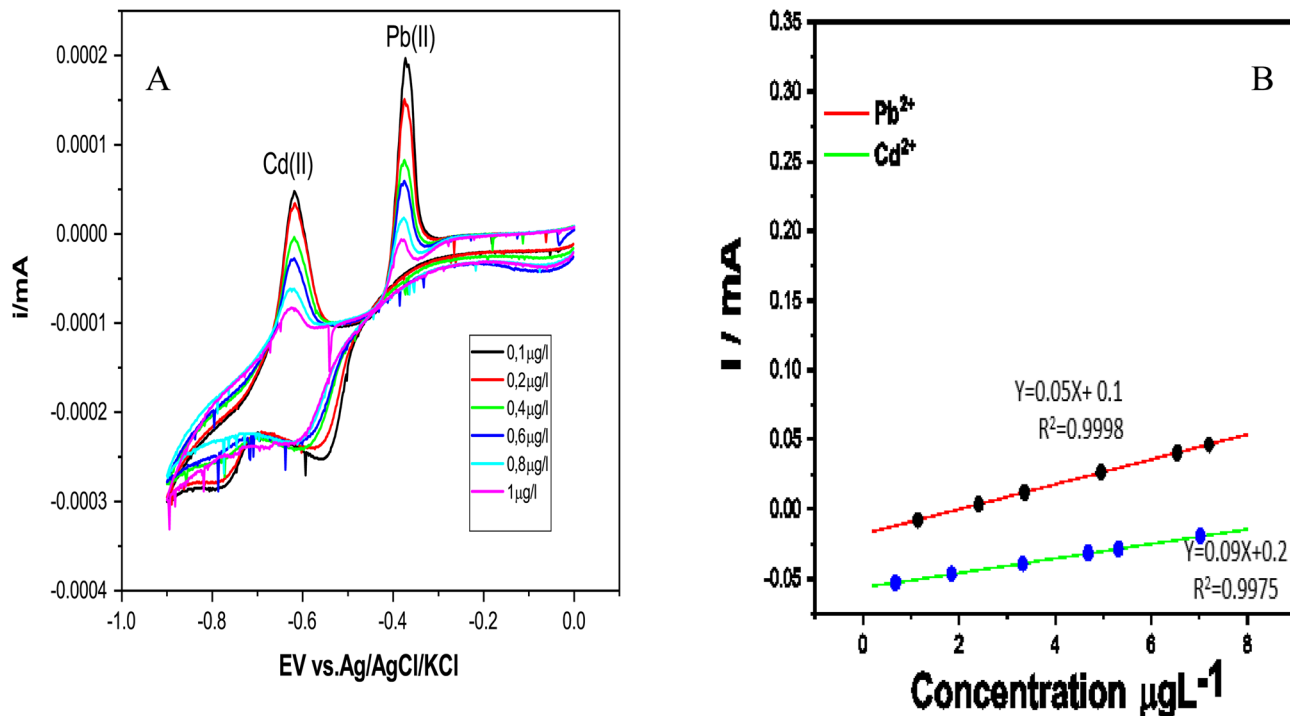 A
Pb(II)
Cd(II)
0.0002
0.0001
0.0000
-0.0001
-0.0002
-0.0003
-0.0004
i/mA
0,1µg/l
0,2µg/l
0,4µg/l
0,6µg/l
0,8µg/l
1µg/l
-1.0 -0.8 -0.6 -0.4 -0.2 0.0
EV vs.Ag/AgCl/KCl
B
0.35
0.30
0.25
0.20
0.15
0.10
0.05
0.00
-0.05
I / mA
Pb²⁺
Cd²⁺
Y=0.05X+ 0.1
R²=0.9998
Y=0.09X+0.2
R²=0.9975
0 2 4 6 8
Concentration µgL⁻¹